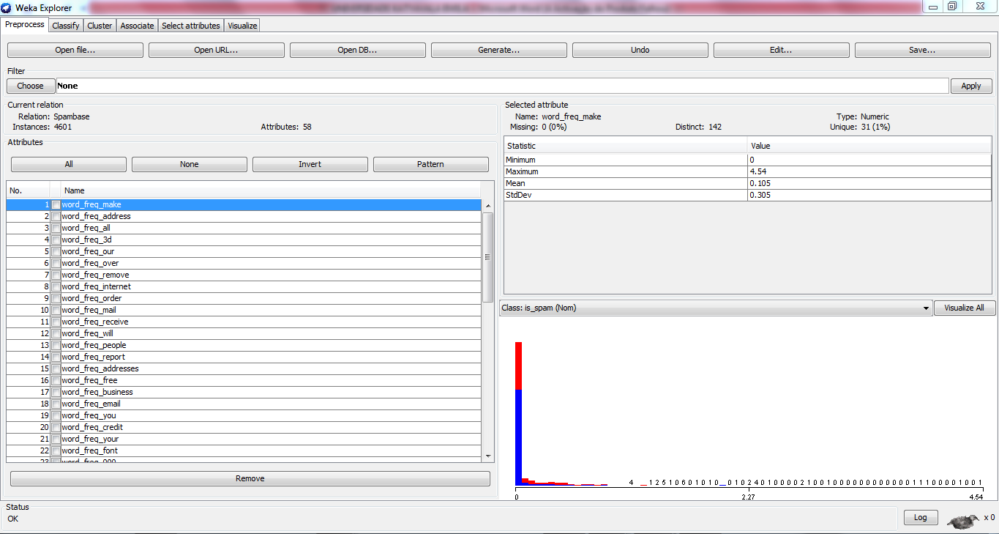 Weka Explorer
Preprocess Classify Cluster Associate Select attributes Visualize
Open file... Open URL... Open DB... Generate... Undo Edit... Save...
Filter
Choose None Apply
Current relation
Relation: Spambase
Instances: 4601 Attributes: 58
Attributes
All None Invert Pattern
No. Name
1 word_freq_make
2 word_freq_address
3 word_freq_all
4 word_freq_3d
5 word_freq_our
6 word_freq_over
7 word_freq_remove
8 word_freq_internet
9 word_freq_order
10 word_freq_mail
11 word_freq_receive
12 word_freq_will
13 word_freq_people
14 word_freq_report
15 word_freq_addresses
16 word_freq_free
17 word_freq_business
18 word_freq_email
19 word_freq_you
20 word_freq_credit
21 word_freq_your
22 word_freq_font
23 word_freq_000
Remove
Selected attribute
Name: word_freq_make Type: Numeric
Missing: 0 (0%) Distinct: 142 Unique: 31 (1%)
Statistic Value
Minimum 0
Maximum 4.54
Mean 0.105
StdDev 0.305
Class: is_spam (Nom) Visualize All
4 1 2 5 1 0 6 0 1 0 1 0 0 1 0 2 4 0 1 0 0 0 0 2 1 0 0 1 0 0 0 0 0 0 0 0 0 0 0 1 1 1 0 0 0 0 1 0 0 1
0 2.27 4.54
Status
OK
Log x 0